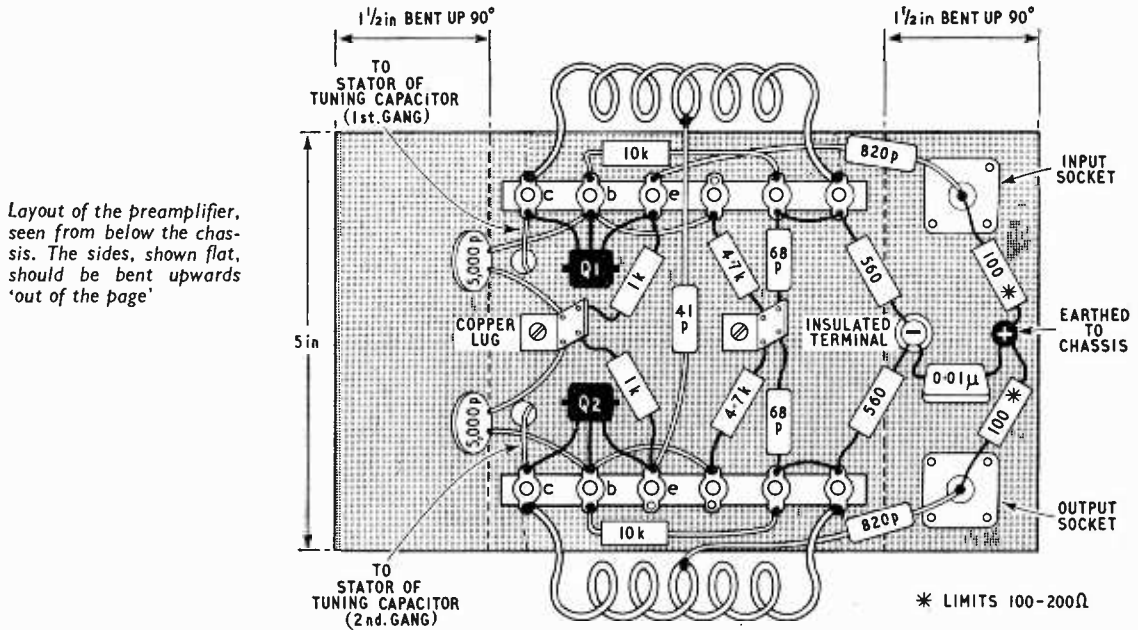 1½in BENT UP 90°
1½in BENT UP 90°
TO
STATOR OF
TUNING CAPACITOR
(1st.GANG)
Layout of the preamplifier,
seen from below the chas-
sis. The sides, shown flat,
should be bent upwards
'out of the page'
10k
820p
INPUT
SOCKET
c
b
e
5,000p
Q1
1k
41
p
4·7k
68
p
560
100 *
COPPER
LUG
INSULATED
TERMINAL
−
+
EARTHED
TO
CHASSIS
5in
0·01µ
5,000p
Q2
1k
4·7k
68
p
560
100 *
c
b
e
10k
820p
OUTPUT
SOCKET
TO
STATOR OF
TUNING CAPACITOR
(2nd.GANG)
* LIMITS 100-200Ω